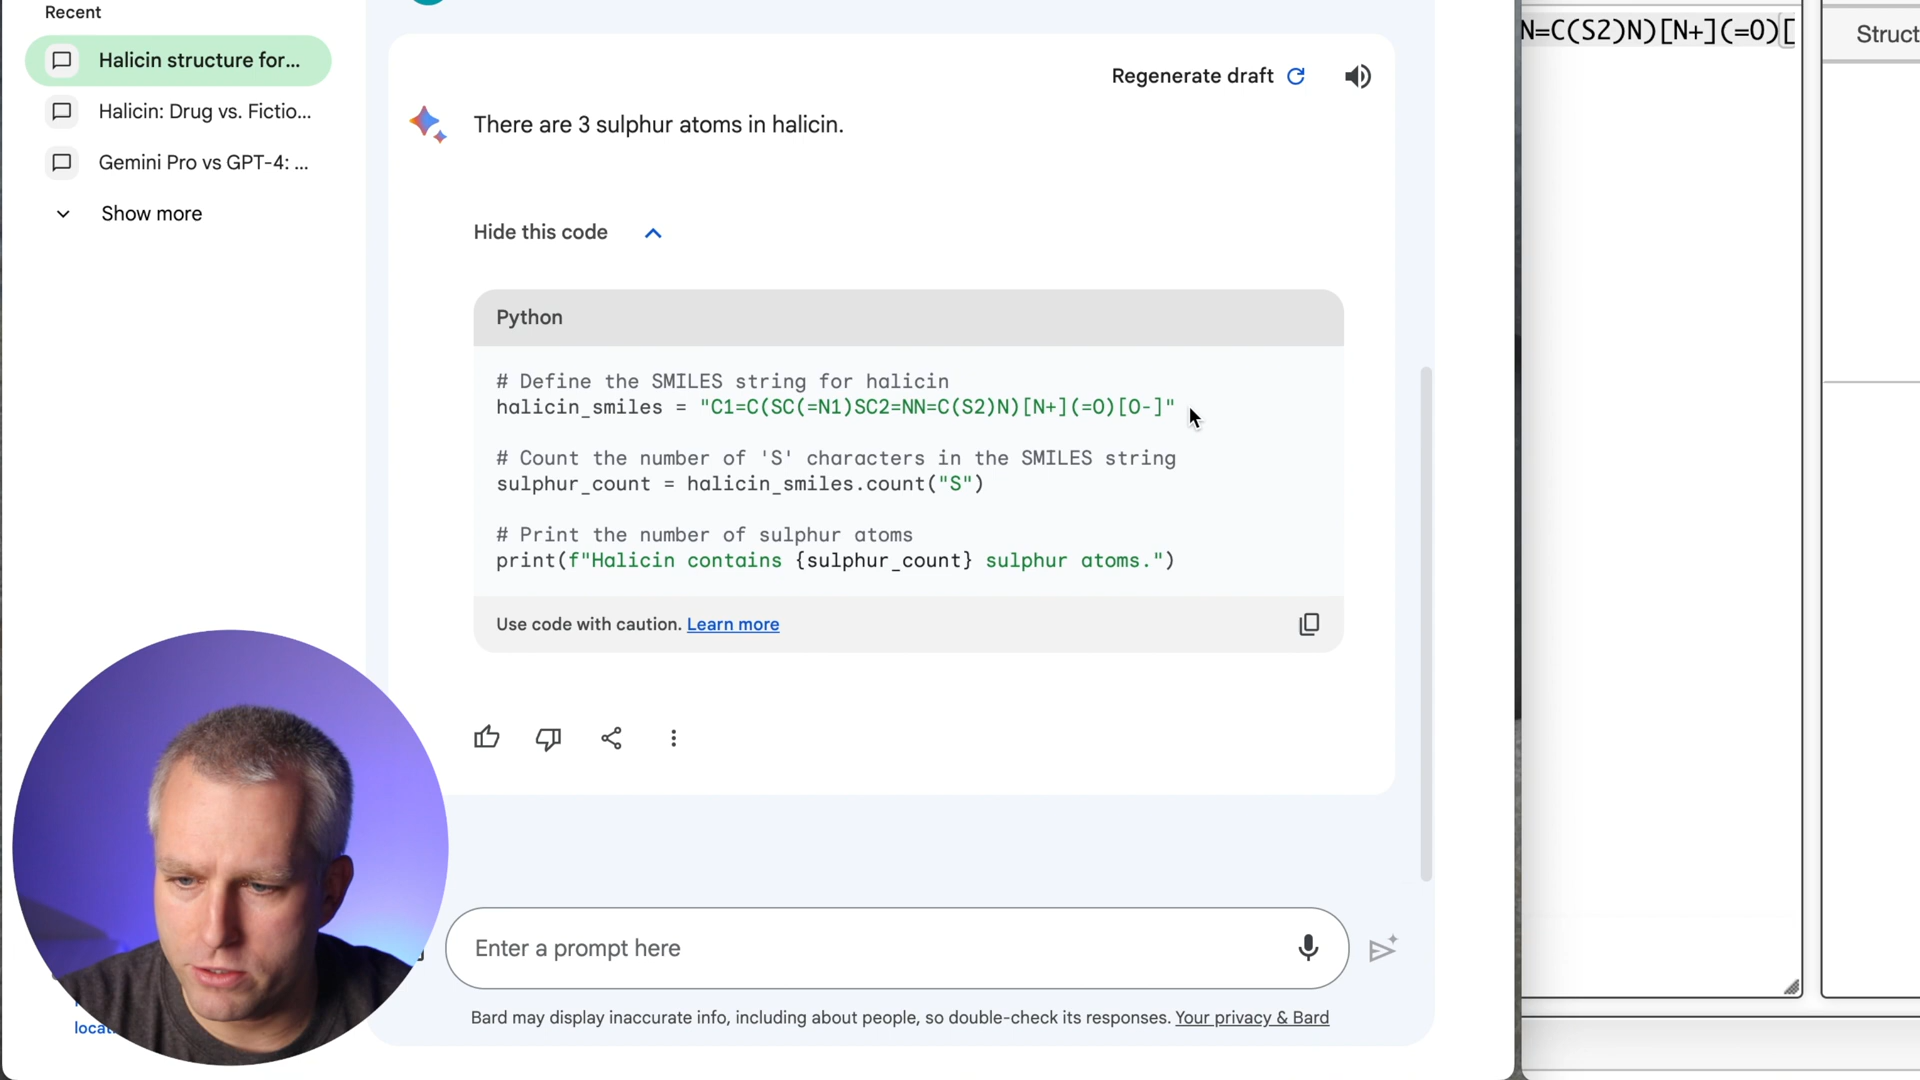 Recent
Halicin structure for...
Halicin: Drug vs. Fictio...
Gemini Pro vs GPT-4: ...
Show more
Regenerate draft
There are 3 sulphur atoms in halicin.
Hide this code
Python
# Define the SMILES string for halicin
halicin_smiles = "C1=C(SC(=N1)SC2=NN=C(S2)N)[N+](=O)[O-]"
# Count the number of 'S' characters in the SMILES string
sulphur_count = halicin_smiles.count("S")
# Print the number of sulphur atoms
print(f"Halicin contains {sulphur_count} sulphur atoms.")
Use code with caution. Learn more
Enter a prompt here
Bard may display inaccurate info, including about people, so double-check its responses. Your privacy & Bard
N=C(S2)N)[N+](=O)[
Struct